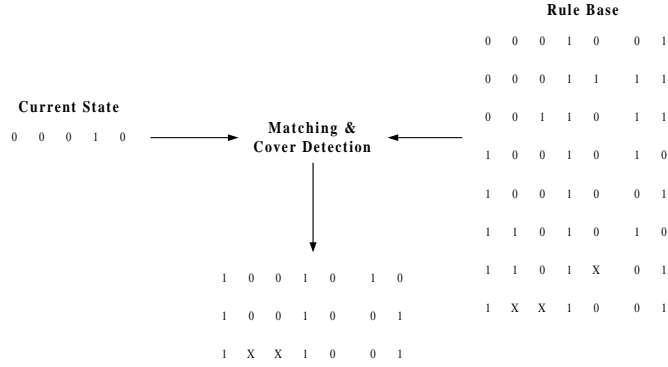 Rule Base
0 0 0 1 0 0 1
0 0 0 1 1 1 1
0 0 1 1 0 1 1
1 0 0 1 0 1 0
1 0 0 1 0 0 1
1 1 0 1 0 1 0
1 1 0 1 X 0 1
1 X X 1 0 0 1
Current State
0 0 0 1 0
Matching &
Cover Detection
1 0 0 1 0 1 0
1 0 0 1 0 0 1
1 X X 1 0 0 1